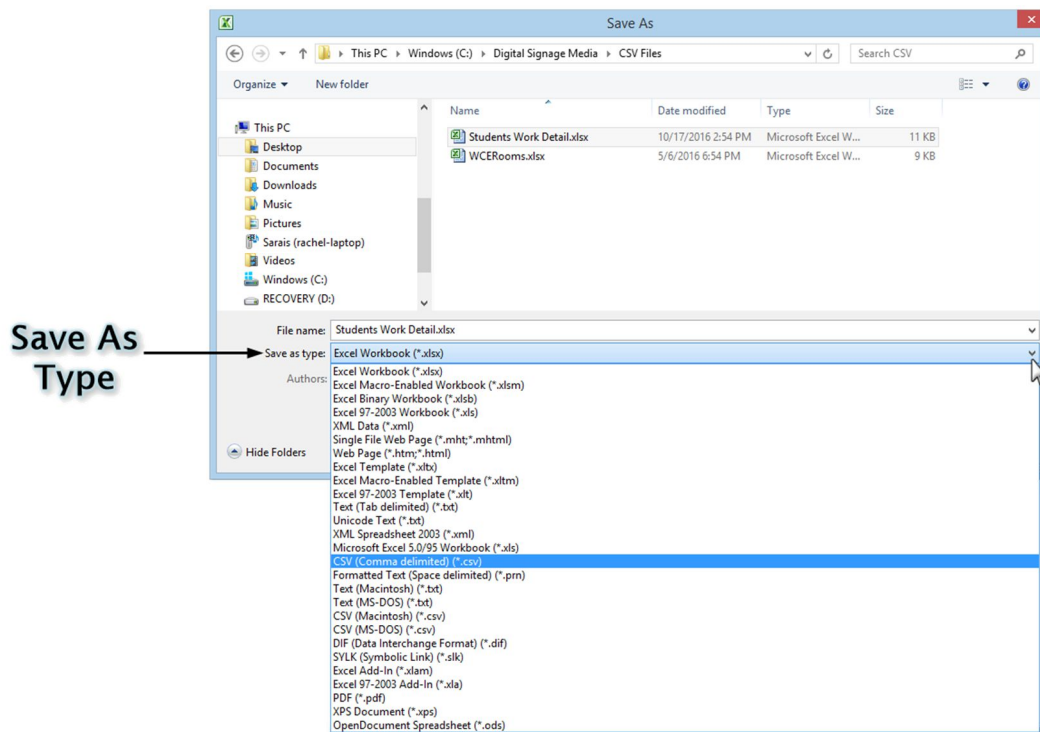 Save As
This PC Windows (C:) Digital Signage Media CSV Files Search CSV
Organize New folder
Name Date modified Type Size
This PC
Desktop
Documents
Downloads
Music
Pictures
Sarais (rachel-laptop)
Videos
Windows (C:)
RECOVERY (D:)
Students Work Detail.xlsx 10/17/2016 2:54 PM Microsoft Excel W... 11 KB
WCERooms.xlsx 5/6/2016 6:54 PM Microsoft Excel W... 9 KB
File name: Students Work Detail.xlsx
Save As
Type
Save as type: Excel Workbook (*.xlsx)
Authors:
Hide Folders
Excel Workbook (*.xlsx)
Excel Macro-Enabled Workbook (*.xlsm)
Excel Binary Workbook (*.xlsb)
Excel 97-2003 Workbook (*.xls)
XML Data (*.xml)
Single File Web Page (*.mht;*.mhtml)
Web Page (*.htm;*.html)
Excel Template (*.xltx)
Excel Macro-Enabled Template (*.xltm)
Excel 97-2003 Template (*.xlt)
Text (Tab delimited) (*.txt)
Unicode Text (*.txt)
XML Spreadsheet 2003 (*.xml)
Microsoft Excel 5.0/95 Workbook (*.xls)
CSV (Comma delimited) (*.csv)
Formatted Text (Space delimited) (*.prn)
Text (Macintosh) (*.txt)
Text (MS-DOS) (*.txt)
CSV (Macintosh) (*.csv)
CSV (MS-DOS) (*.csv)
DIF (Data Interchange Format) (*.dif)
SYLK (Symbolic Link) (*.slk)
Excel Add-In (*.xlam)
Excel 97-2003 Add-In (*.xla)
PDF (*.pdf)
XPS Document (*.xps)
OpenDocument Spreadsheet (*.ods)